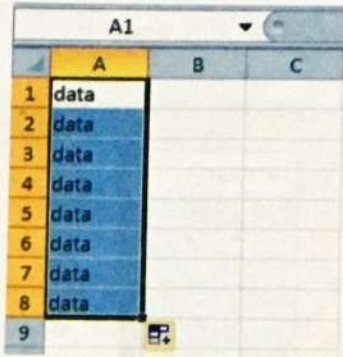 A1
A B C
1 data
2 data
3 data
4 data
5 data
6 data
7 data
8 data
9